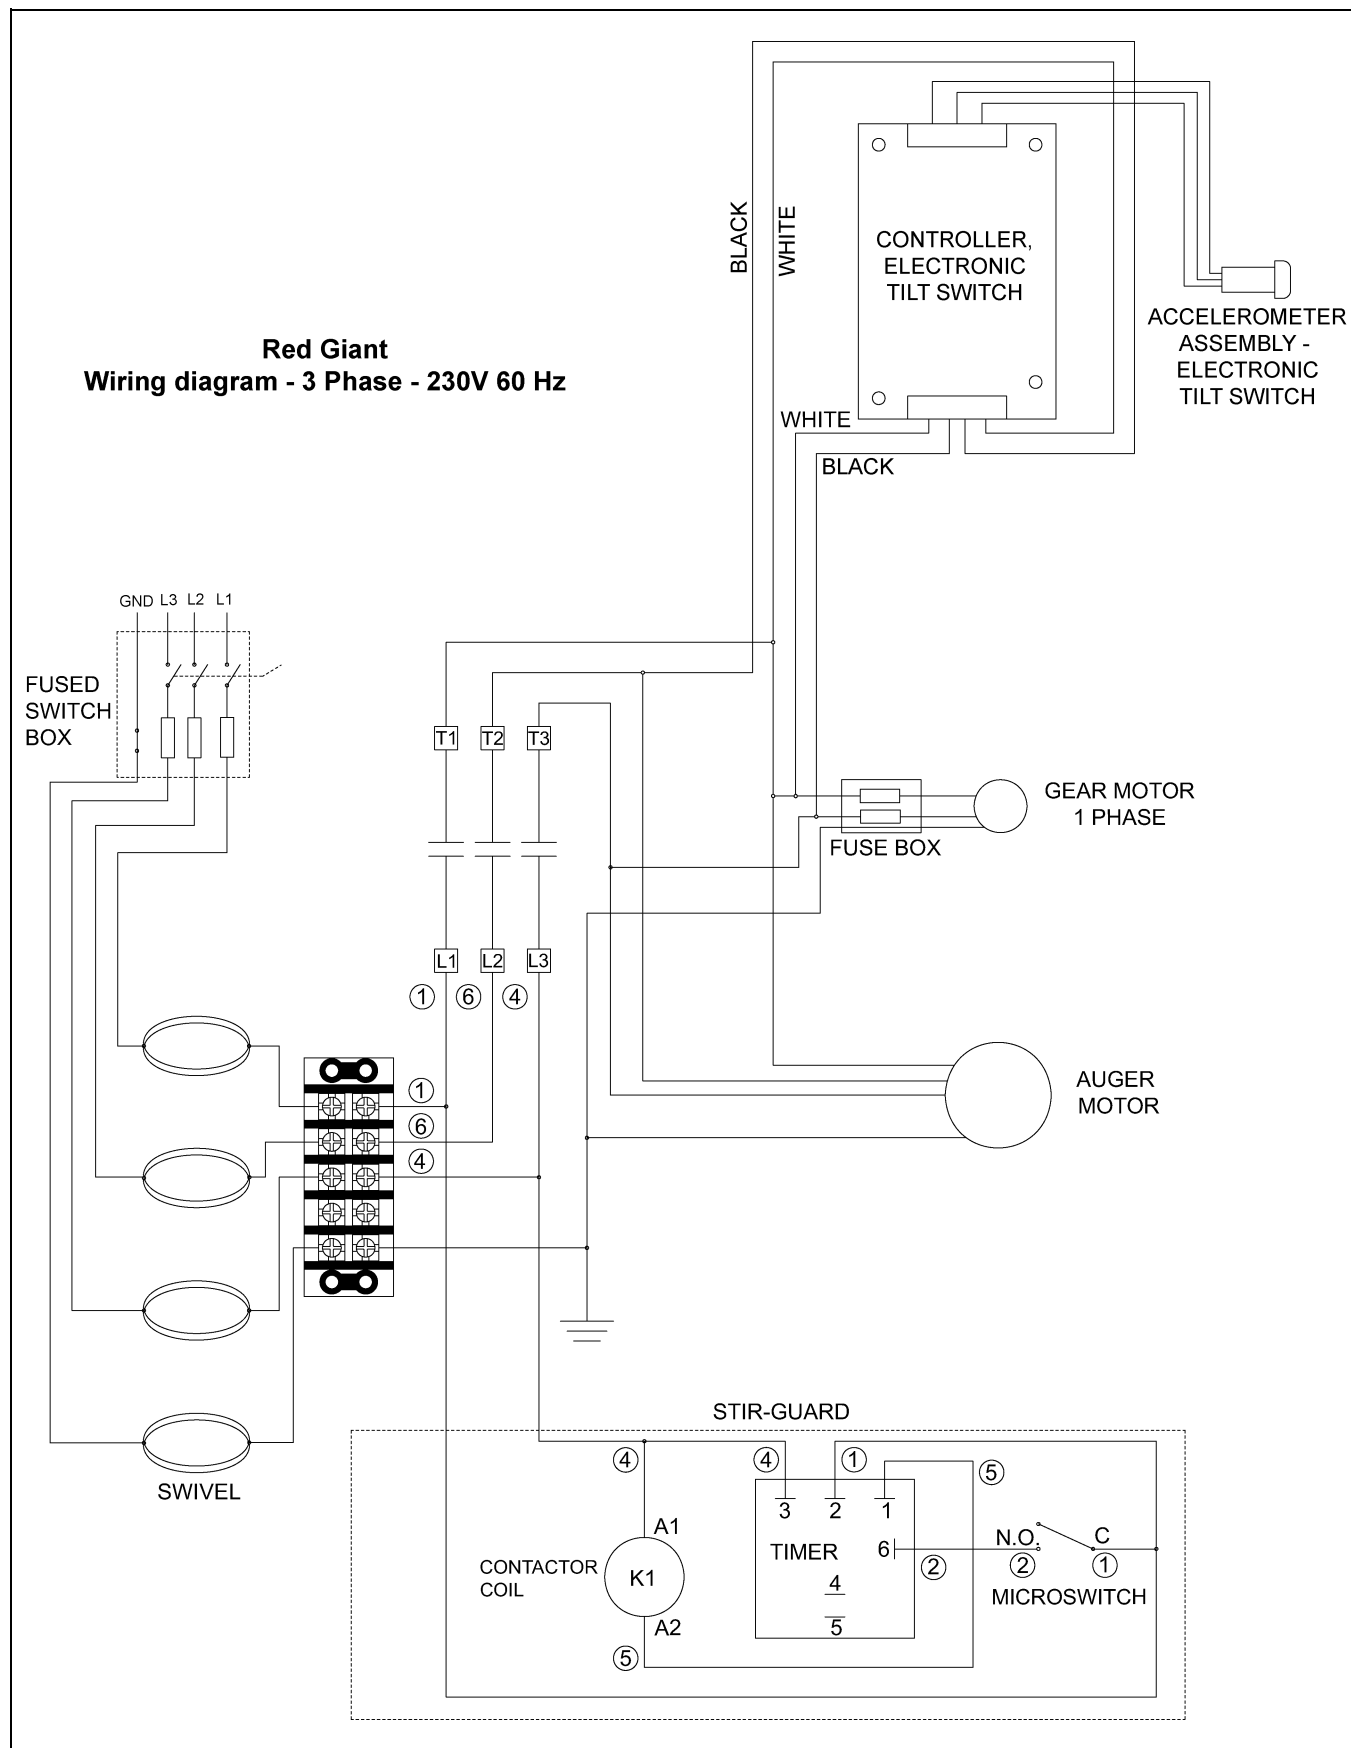 BLACK
WHITE
CONTROLLER,
ELECTRONIC
TILT SWITCH
ACCELEROMETER
ASSEMBLY -
ELECTRONIC
TILT SWITCH
Red Giant
Wiring diagram - 3 Phase - 230V 60 Hz
WHITE
BLACK
GND L3 L2 L1
FUSED
SWITCH
BOX
T1 T2 T3
GEAR MOTOR
1 PHASE
FUSE BOX
L1 L2 L3
1 6 4
1
6
4
AUGER
MOTOR
SWIVEL
STIR-GUARD
4 4 1 5
3 2 1
A1
TIMER
6
N.O. C
2 2 1
MICROSWITCH
CONTACTOR
COIL
K1
4
5
A2
5